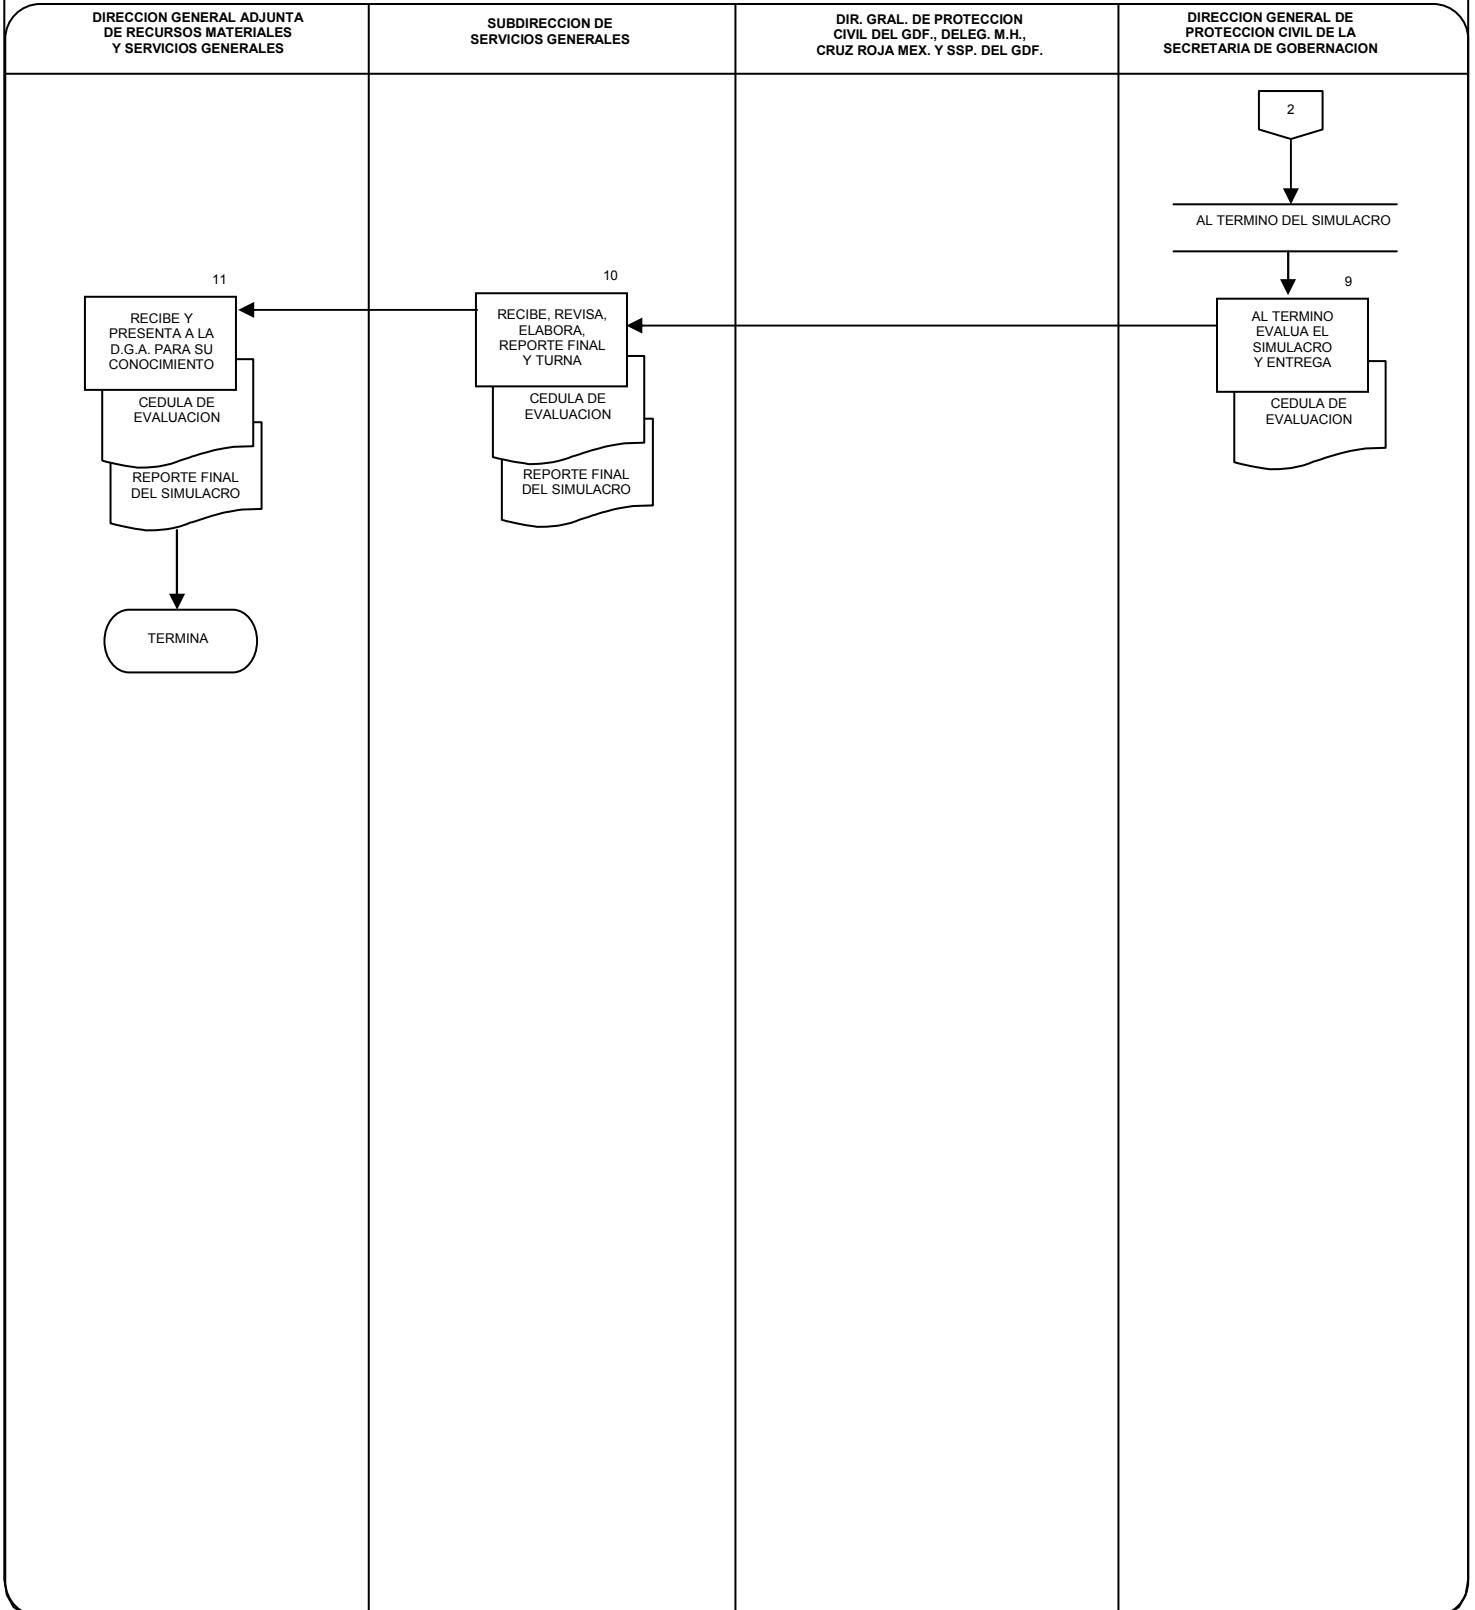 DIRECCION GENERAL ADJUNTA
DE RECURSOS MATERIALES
Y SERVICIOS GENERALES
SUBDIRECCION DE
SERVICIOS GENERALES
DIR. GRAL. DE PROTECCION
CIVIL DEL GDF., DELEG. M.H.,
CRUZ ROJA MEX. Y SSP. DEL GDF.
DIRECCION GENERAL DE
PROTECCION CIVIL DE LA
SECRETARIA DE GOBERNACION
2
AL TERMINO DEL SIMULACRO
9
AL TERMINO
EVALUA EL
SIMULACRO
Y ENTREGA
CEDULA DE
EVALUACION
10
RECIBE, REVISA,
ELABORA,
REPORTE FINAL
Y TURNA
CEDULA DE
EVALUACION
REPORTE FINAL
DEL SIMULACRO
11
RECIBE Y
PRESENTA A LA
D.G.A. PARA SU
CONOCIMIENTO
CEDULA DE
EVALUACION
REPORTE FINAL
DEL SIMULACRO
TERMINA